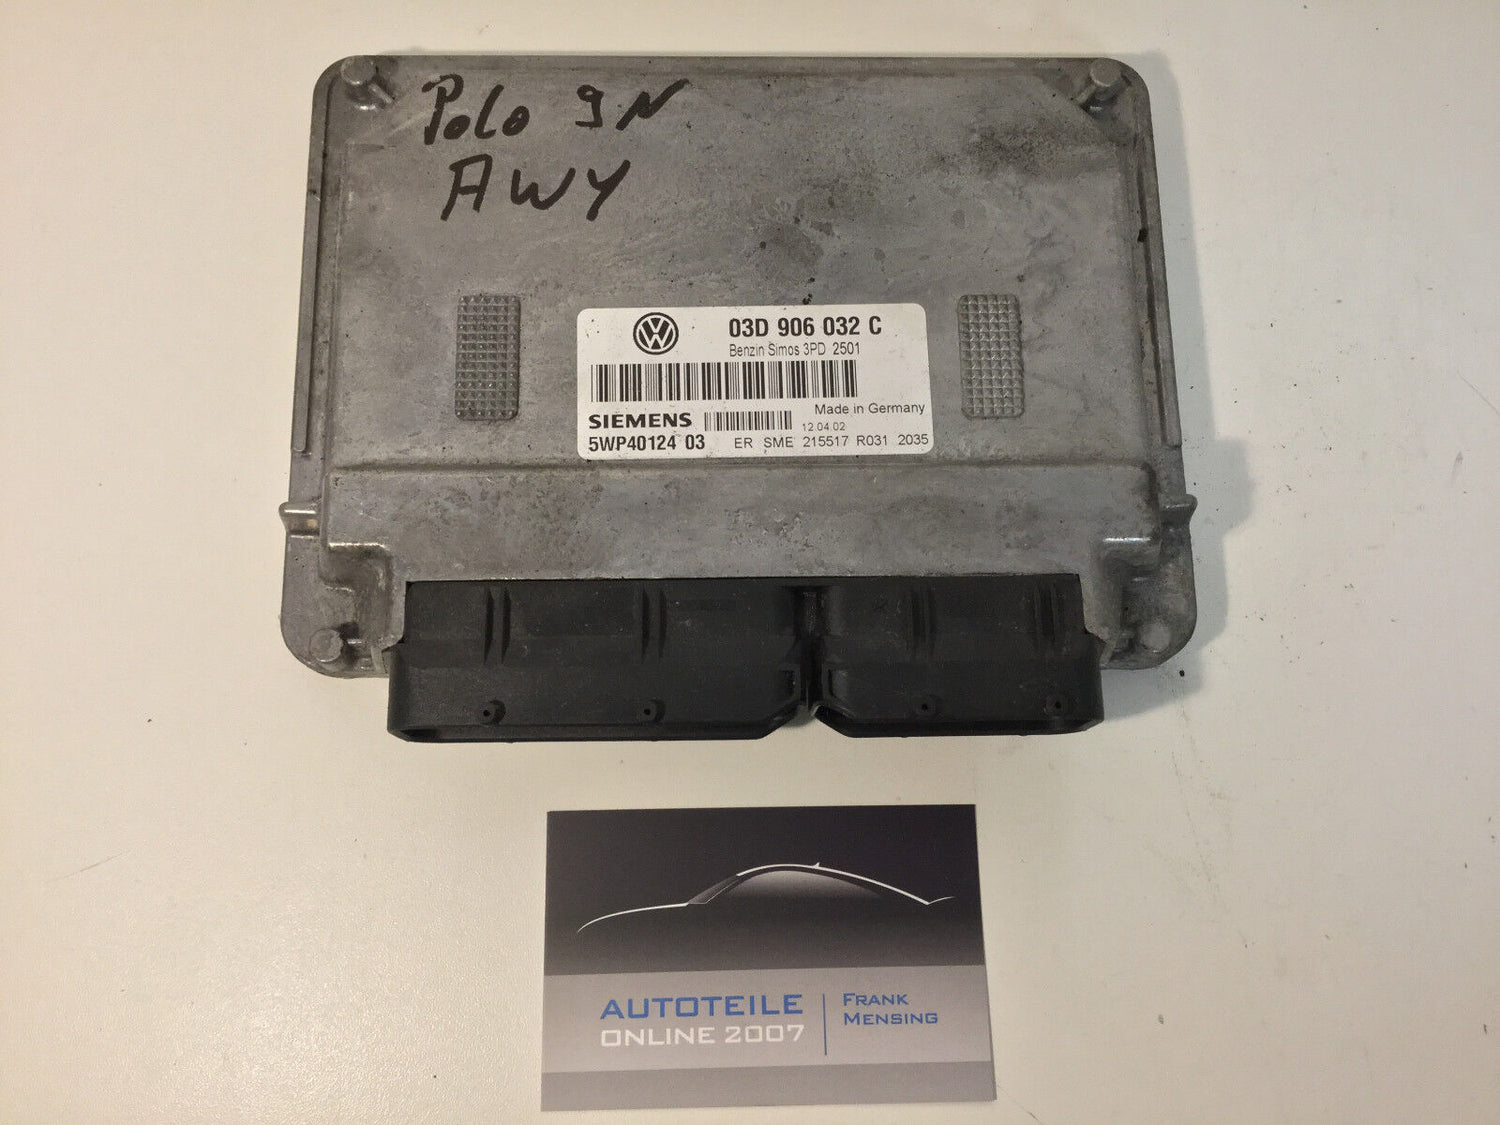 Polo 9N
AWY
03D 906 032 C
Benzin Simos 3PD 2501
SIEMENS
Made in Germany
12.04.02
5WP40124 03 ER SME 215517 R031 2035
AUTOTEILE
ONLINE 2007
FRANK
MENSING